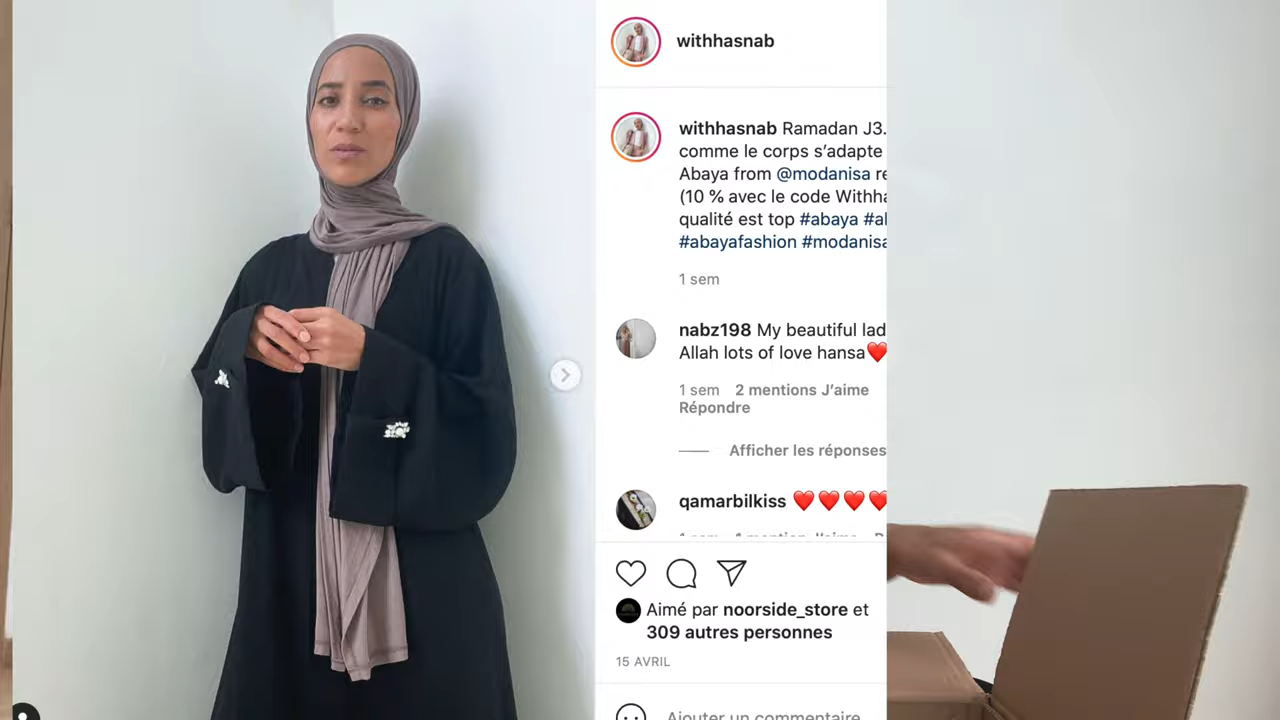 withhasnab
withhasnab Ramadan J3.
comme le corps s’adapte
Abaya from @modanisa
(10 % avec le code
qualité est top #abaya
#abayafashion #modanisa
1 sem
nabz198 My beautiful
Allah lots of love hansa❤️
1 sem 2 mentions J’aime
Répondre
Afficher les réponses
qamarbilkiss ❤️❤️❤️❤️
Aimé par noorside_store et
309 autres personnes
15 AVRIL
Ajouter un commentaire